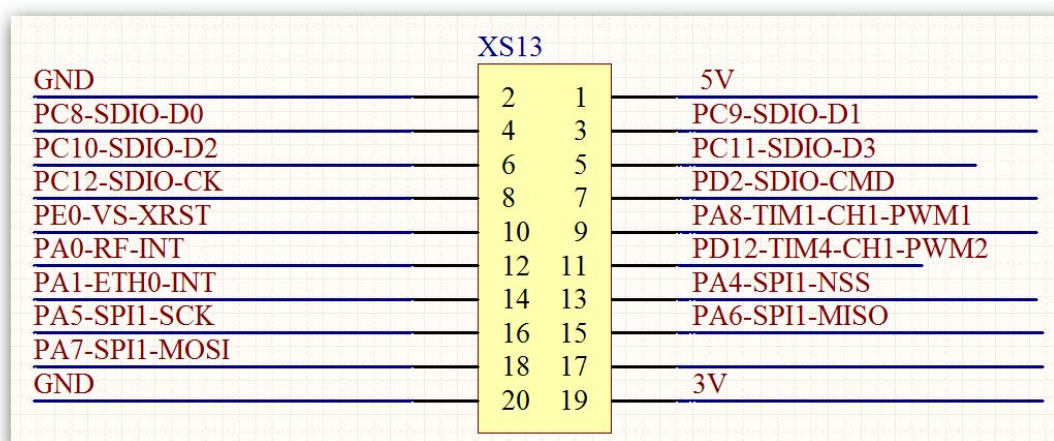 XS13
GND 2 1 5V
PC8-SDIO-D0 4 3 PC9-SDIO-D1
PC10-SDIO-D2 6 5 PC11-SDIO-D3
PC12-SDIO-CK 8 7 PD2-SDIO-CMD
PE0-VS-XRST 10 9 PA8-TIM1-CH1-PWM1
PA0-RF-INT 12 11 PD12-TIM4-CH1-PWM2
PA1-ETH0-INT 14 13 PA4-SPI1-NSS
PA5-SPI1-SCK 16 15 PA6-SPI1-MISO
PA7-SPI1-MOSI 18 17
GND 20 19 3V